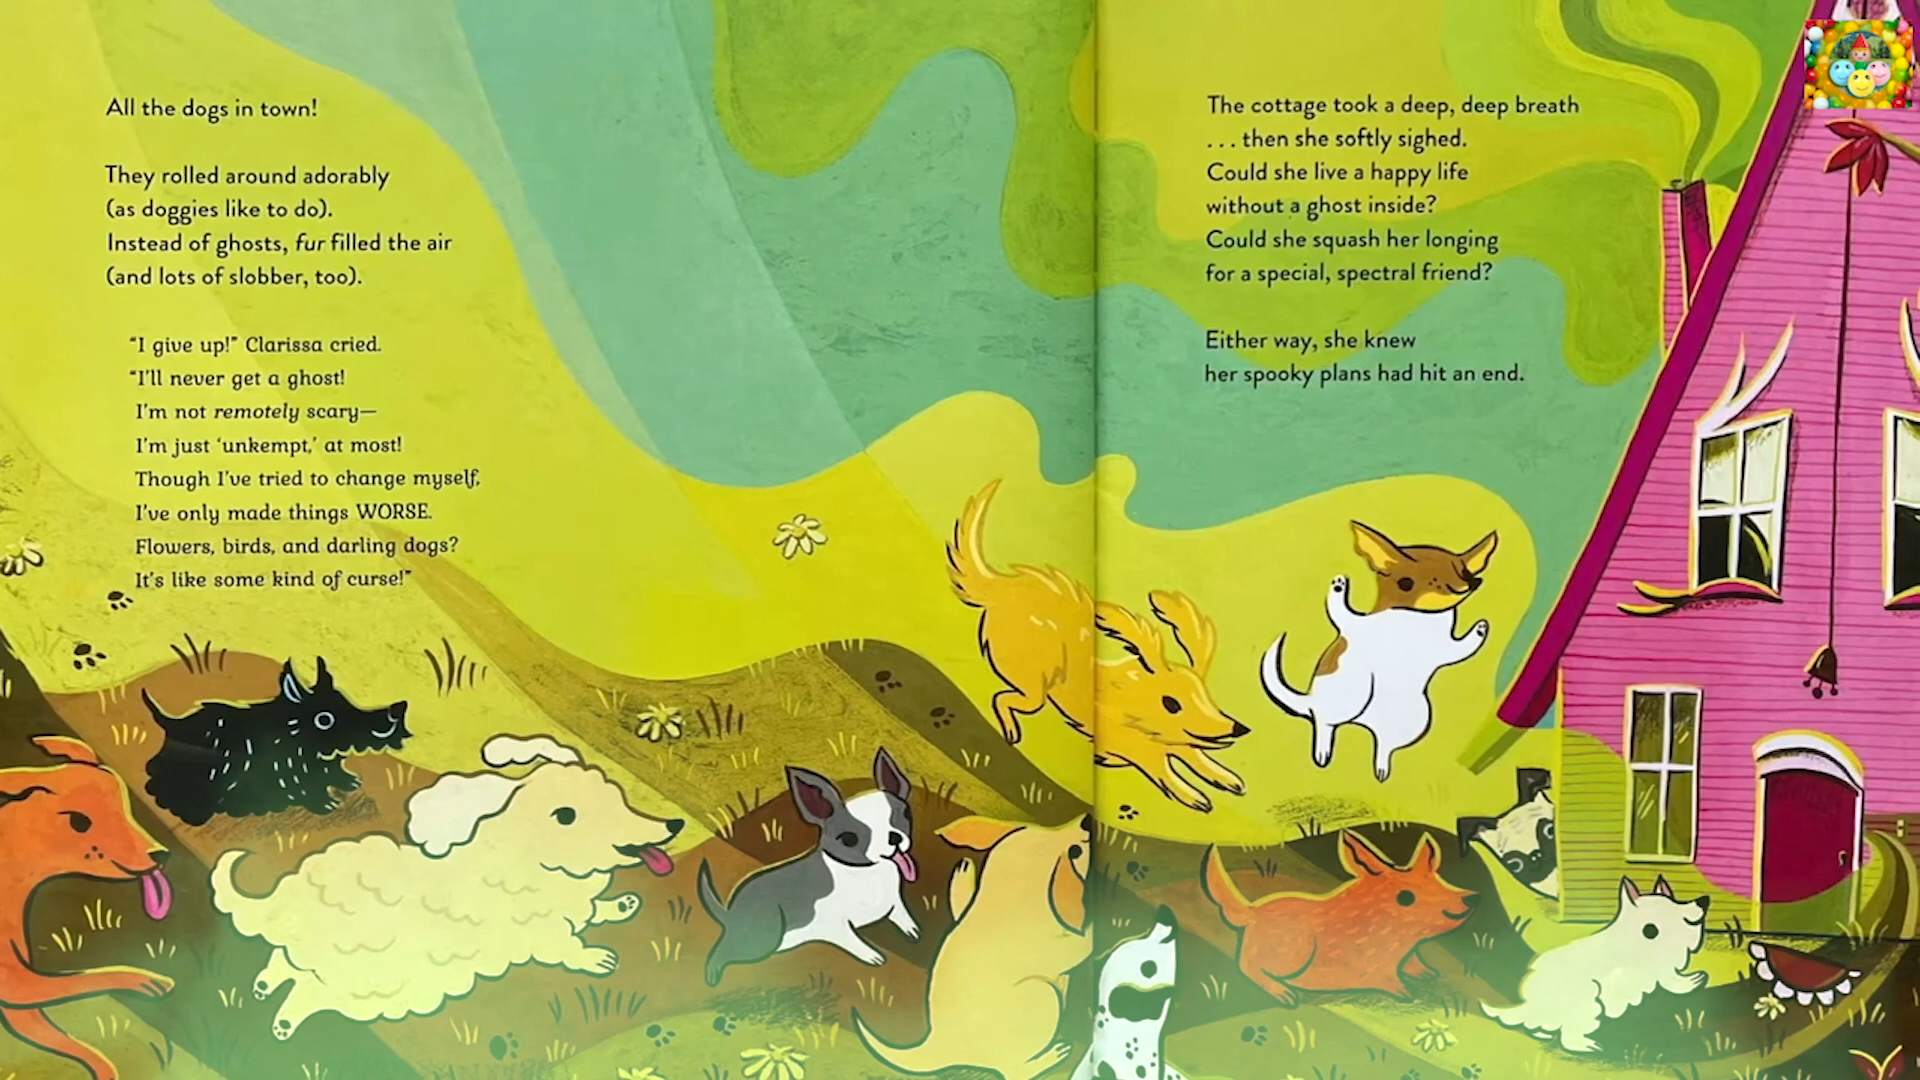 All the dogs in town!
They rolled around adorably
(as doggies like to do).
Instead of ghosts, fur filled the air
(and lots of slobber, too).
“I give up!” Clarissa cried.
“I'll never get a ghost!
I'm not remotely scary—
I'm just ‘unkempt,’ at most!
Though I've tried to change myself,
I've only made things WORSE.
Flowers, birds, and darling dogs?
It's like some kind of curse!”
The cottage took a deep, deep breath
. . . then she softly sighed.
Could she live a happy life
without a ghost inside?
Could she squash her longing
for a special, spectral friend?
Either way, she knew
her spooky plans had hit an end.